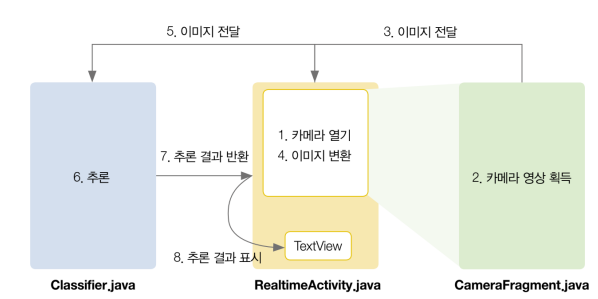 5. 이미지 전달
3. 이미지 전달
1. 카메라 열기
4. 이미지 변환
7. 추론 결과 반환
6. 추론
2. 카메라 영상 획득
TextView
8. 추론 결과 표시
Classifier.java
RealtimeActivity.java
CameraFragment.java